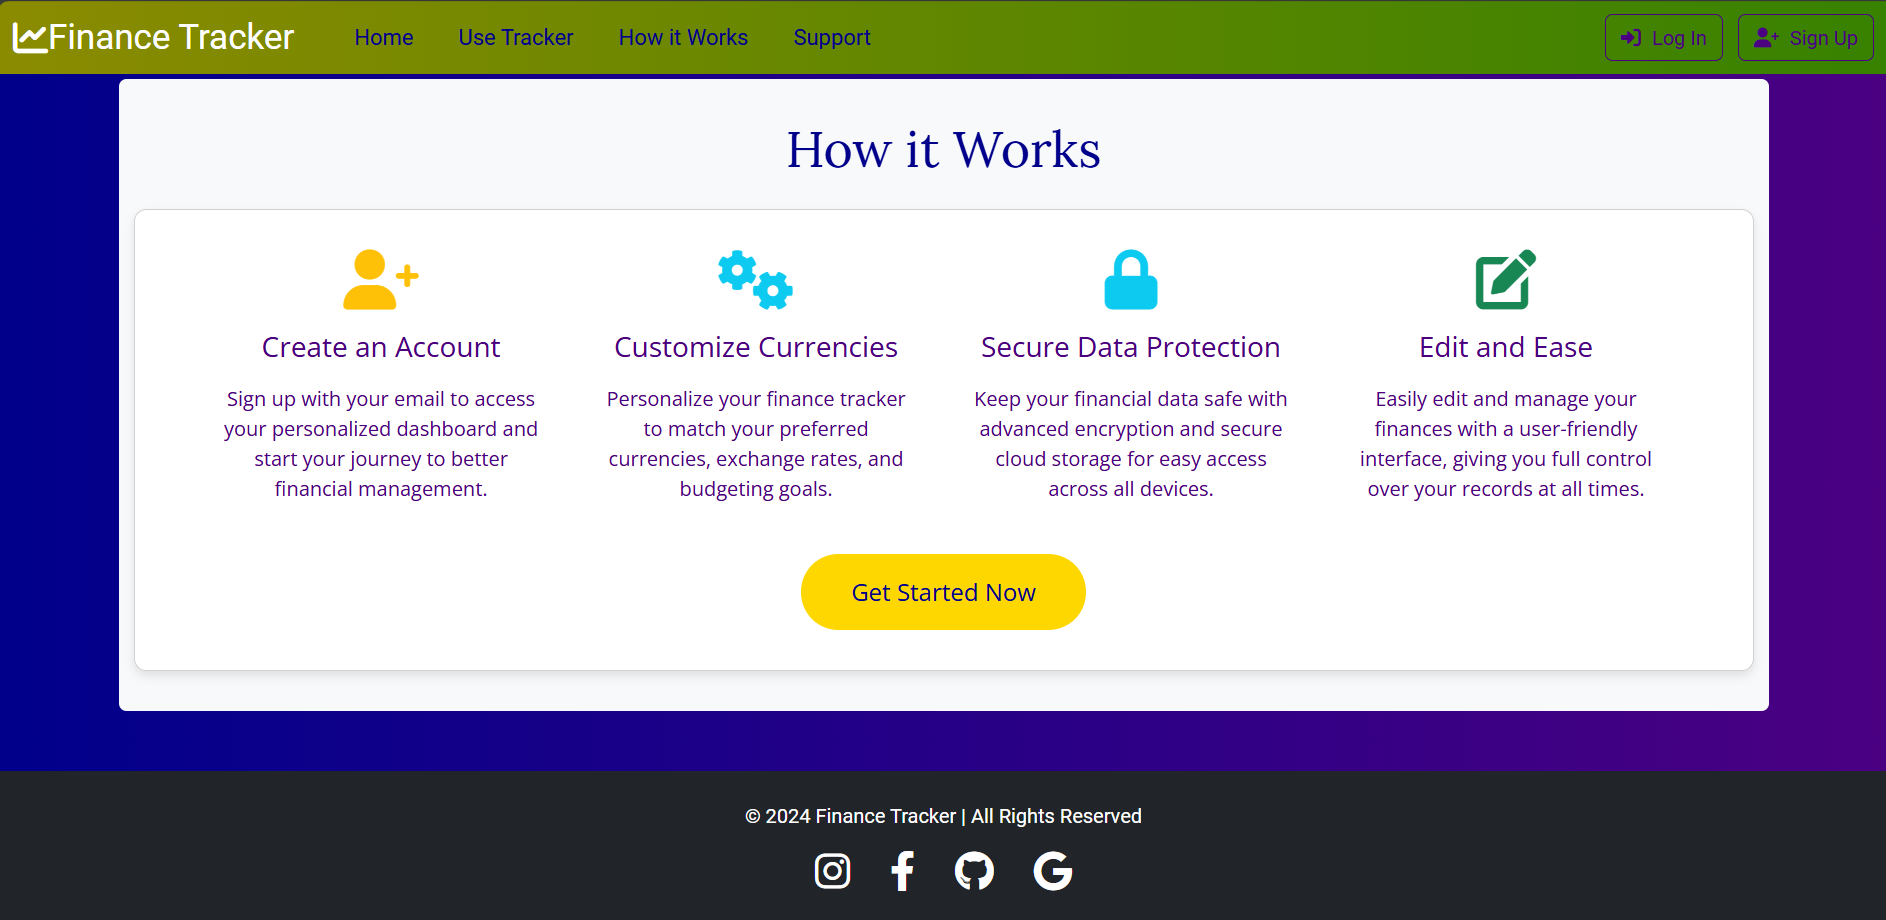 Finance Tracker Home Use Tracker How it Works Support Log In Sign Up
How it Works
Create an Account
Sign up with your email to access
your personalized dashboard and
start your journey to better
financial management.
Customize Currencies
Personalize your finance tracker
to match your preferred
currencies, exchange rates, and
budgeting goals.
Secure Data Protection
Keep your financial data safe with
advanced encryption and secure
cloud storage for easy access
across all devices.
Edit and Ease
Easily edit and manage your
finances with a user-friendly
interface, giving you full control
over your records at all times.
Get Started Now
© 2024 Finance Tracker | All Rights Reserved